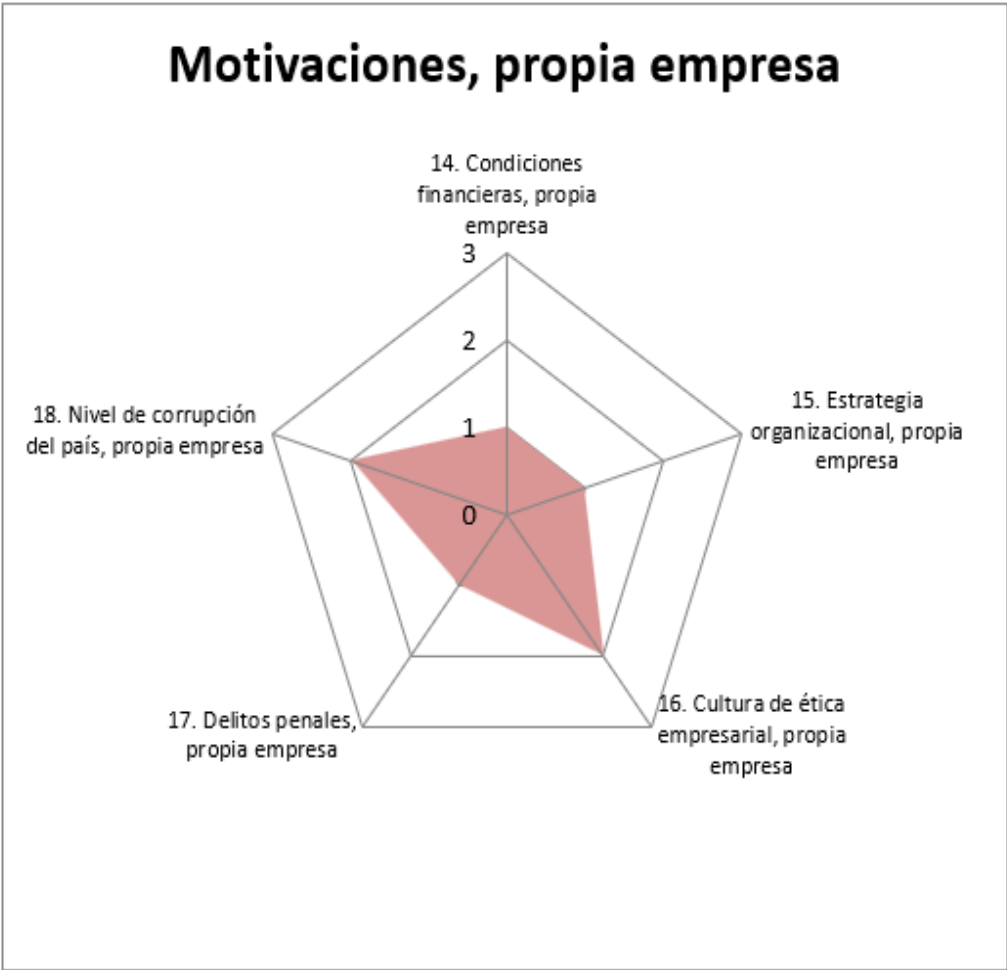 Motivaciones, propia empresa
14. Condiciones
financieras, propia
empresa
3
2
1
0
15. Estrategia
organizacional, propia
empresa
16. Cultura de ética
empresarial, propia
empresa
17. Delitos penales,
propia empresa
18. Nivel de corrupción
del país, propia empresa